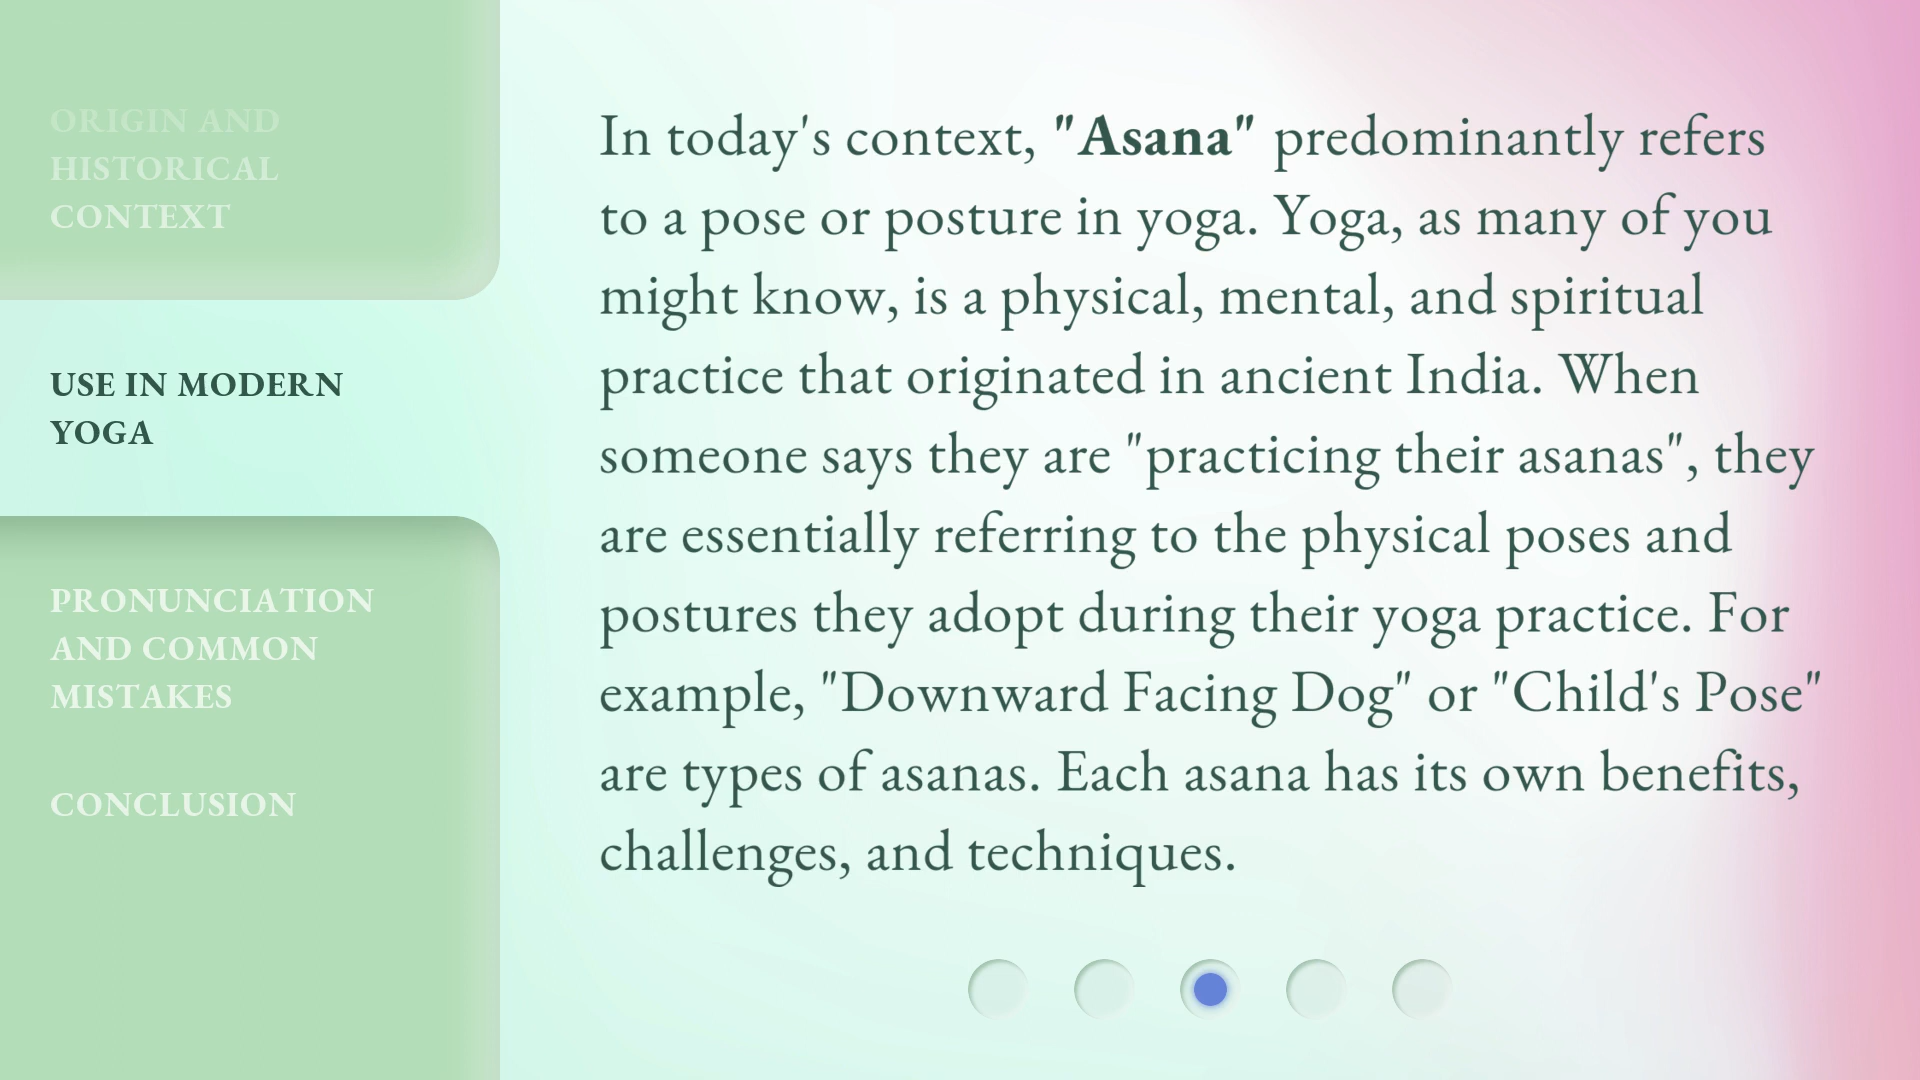 ORIGIN AND
HISTORICAL
CONTEXT
USE IN MODERN
YOGA
PRONUNCIATION
AND COMMON
MISTAKES
CONCLUSION
In today's context, "Asana" predominantly refers
to a pose or posture in yoga. Yoga, as many of you
might know, is a physical, mental, and spiritual
practice that originated in ancient India. When
someone says they are "practicing their asanas", they
are essentially referring to the physical poses and
postures they adopt during their yoga practice. For
example, "Downward Facing Dog" or "Child's Pose"
are types of asanas. Each asana has its own benefits,
challenges, and techniques.